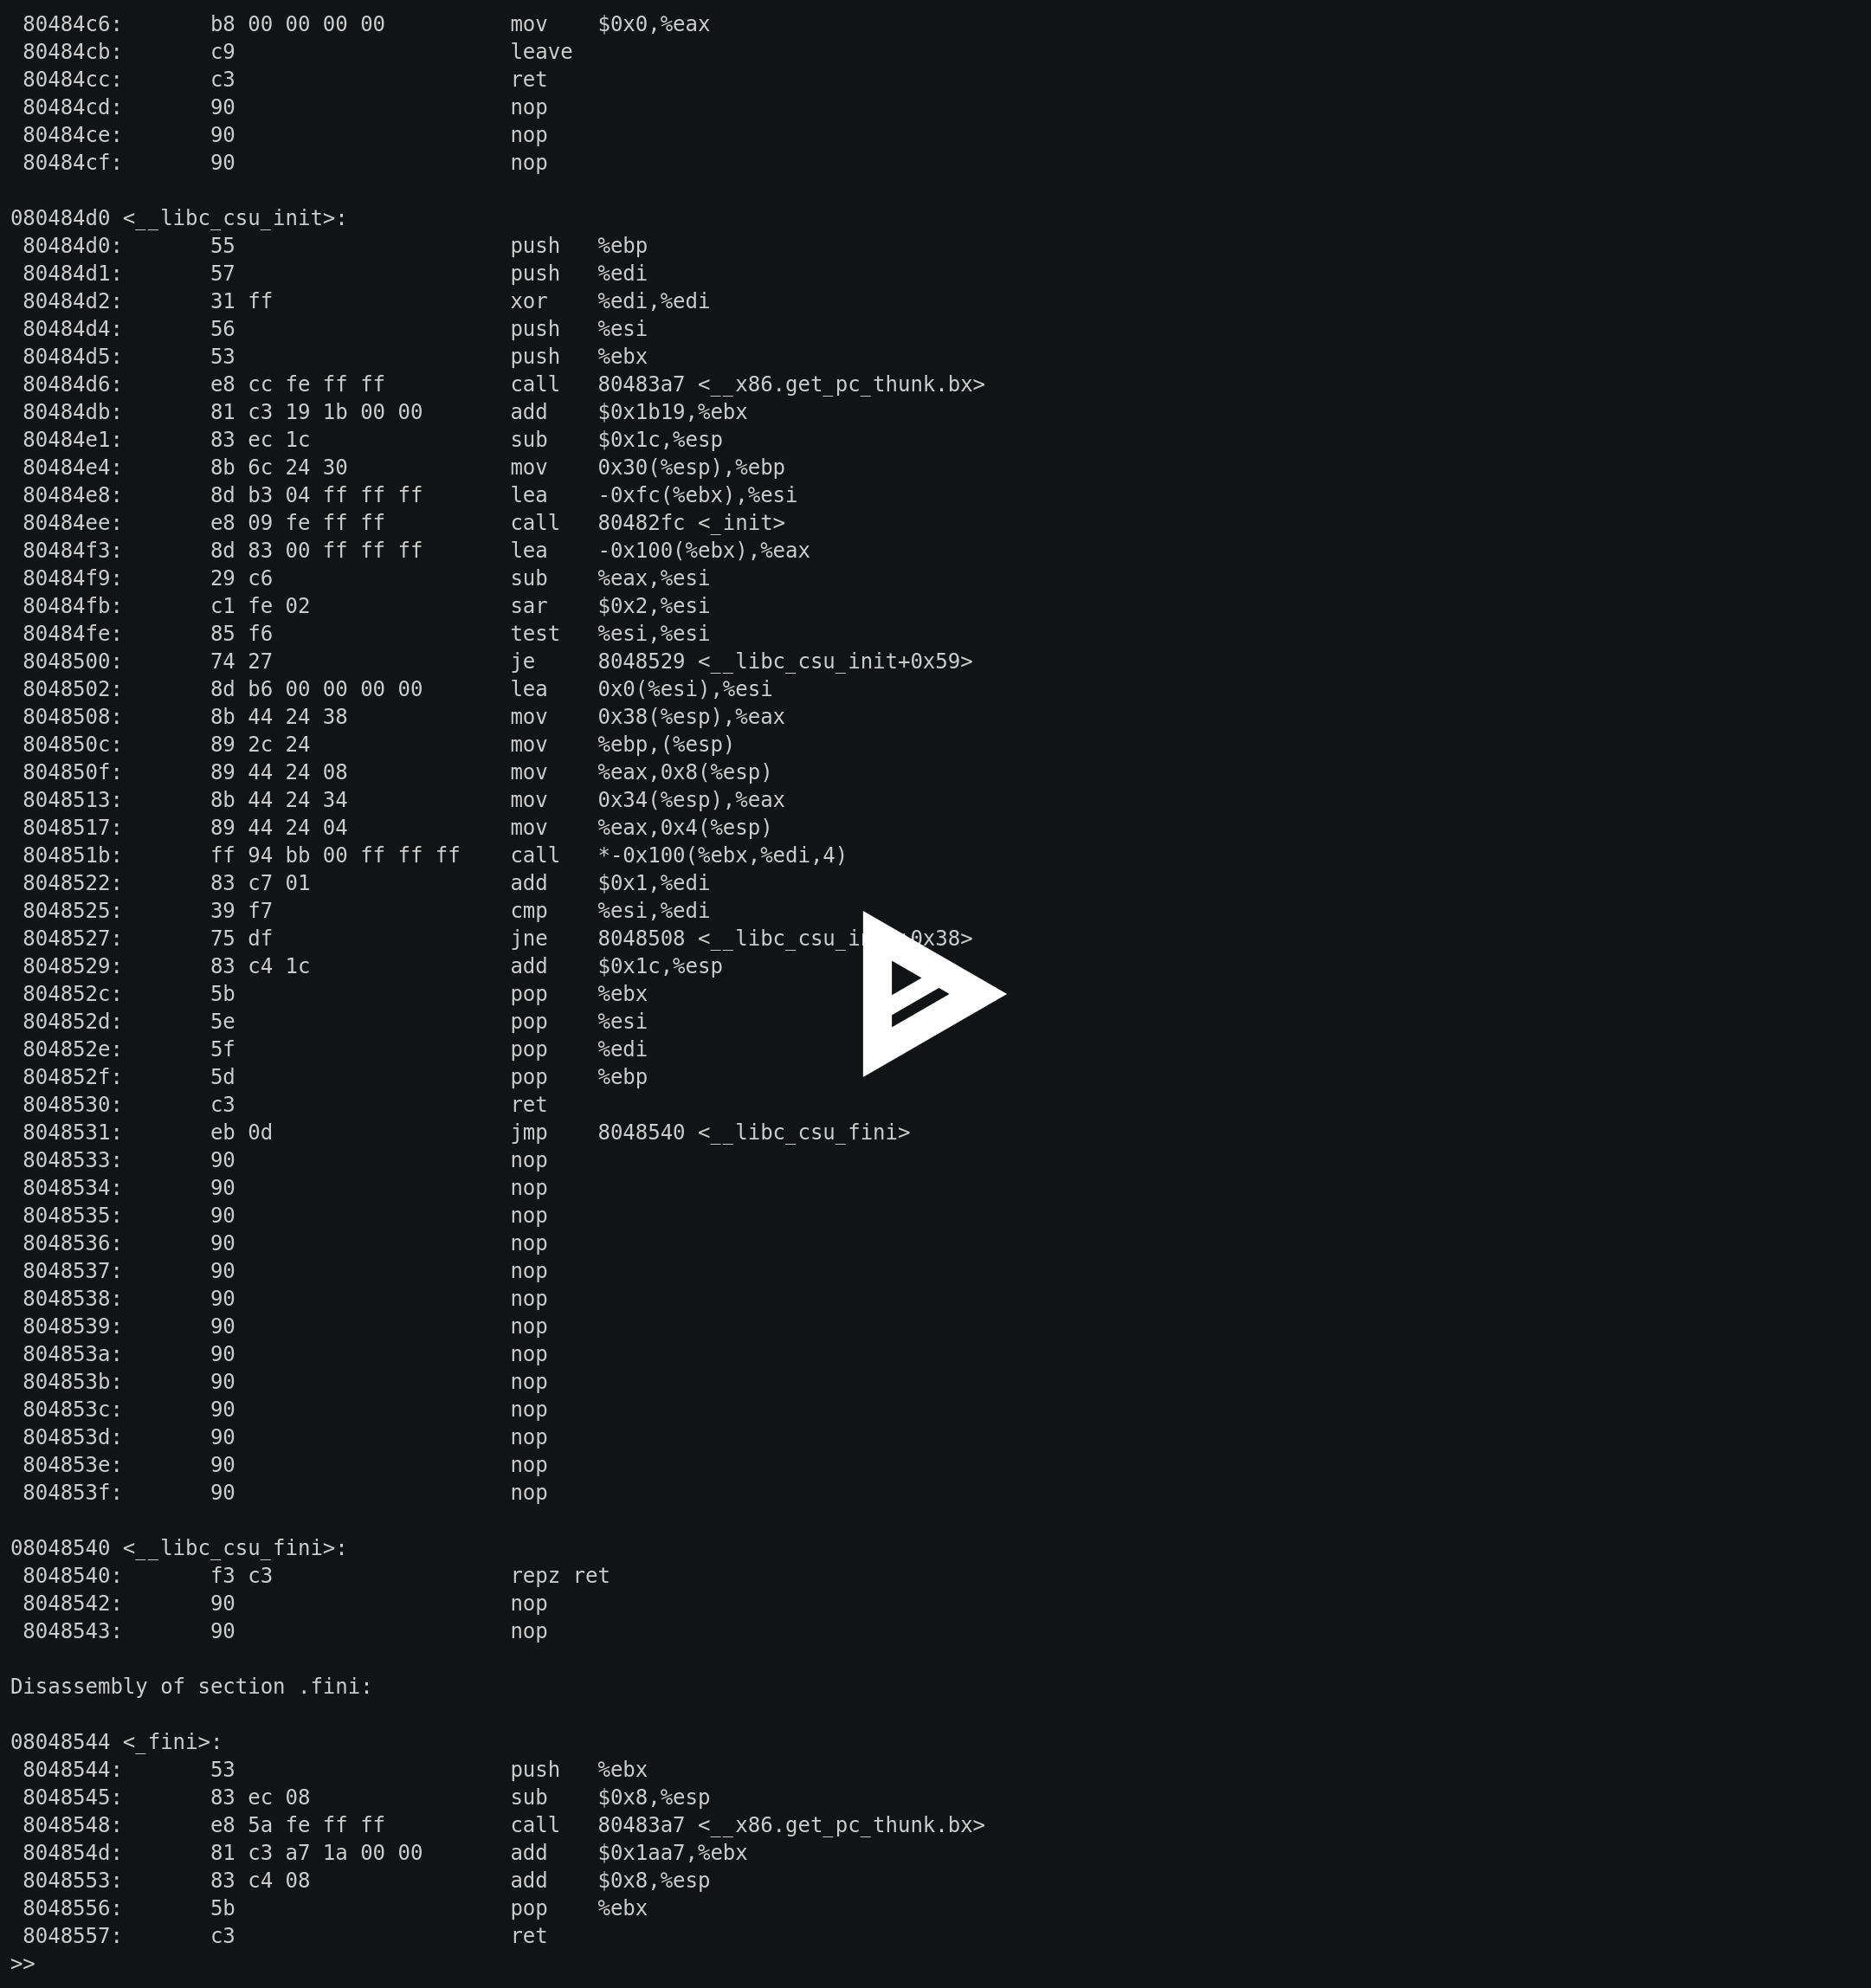 80484c6:       b8 00 00 00 00          mov    $0x0,%eax
80484cb:       c9                      leave
80484cc:       c3                      ret
80484cd:       90                      nop
80484ce:       90                      nop
80484cf:       90                      nop
080484d0 <__libc_csu_init>:
80484d0:       55                      push   %ebp
80484d1:       57                      push   %edi
80484d2:       31 ff                   xor    %edi,%edi
80484d4:       56                      push   %esi
80484d5:       53                      push   %ebx
80484d6:       e8 cc fe ff ff          call   80483a7 <__x86.get_pc_thunk.bx>
80484db:       81 c3 19 1b 00 00       add    $0x1b19,%ebx
80484e1:       83 ec 1c                sub    $0x1c,%esp
80484e4:       8b 6c 24 30             mov    0x30(%esp),%ebp
80484e8:       8d b3 04 ff ff ff       lea    -0xfc(%ebx),%esi
80484ee:       e8 09 fe ff ff          call   80482fc <_init>
80484f3:       8d 83 00 ff ff ff       lea    -0x100(%ebx),%eax
80484f9:       29 c6                   sub    %eax,%esi
80484fb:       c1 fe 02                sar    $0x2,%esi
80484fe:       85 f6                   test   %esi,%esi
8048500:       74 27                   je     8048529 <__libc_csu_init+0x59>
8048502:       8d b6 00 00 00 00       lea    0x0(%esi),%esi
8048508:       8b 44 24 38             mov    0x38(%esp),%eax
804850c:       89 2c 24                mov    %ebp,(%esp)
804850f:       89 44 24 08             mov    %eax,0x8(%esp)
8048513:       8b 44 24 34             mov    0x34(%esp),%eax
8048517:       89 44 24 04             mov    %eax,0x4(%esp)
804851b:       ff 94 bb 00 ff ff ff    call   *-0x100(%ebx,%edi,4)
8048522:       83 c7 01                add    $0x1,%edi
8048525:       39 f7                   cmp    %esi,%edi
8048527:       75 df                   jne    8048508
8048529:       83 c4 1c                add    $0x1c,%esp
804852c:       5b                      pop    %ebx
804852d:       5e                      pop    %esi
804852e:       5f                      pop    %edi
804852f:       5d                      pop    %ebp
8048530:       c3                      ret
8048531:       eb 0d                   jmp    8048540 <__libc_csu_fini>
8048533:       90                      nop
8048534:       90                      nop
8048535:       90                      nop
8048536:       90                      nop
8048537:       90                      nop
8048538:       90                      nop
8048539:       90                      nop
804853a:       90                      nop
804853b:       90                      nop
804853c:       90                      nop
804853d:       90                      nop
804853e:       90                      nop
804853f:       90                      nop
08048540 <__libc_csu_fini>:
8048540:       f3 c3                   repz ret
8048542:       90                      nop
8048543:       90                      nop
Disassembly of section .fini:
08048544 <_fini>:
8048544:       53                      push   %ebx
8048545:       83 ec 08                sub    $0x8,%esp
8048548:       e8 5a fe ff ff          call   80483a7 <__x86.get_pc_thunk.bx>
804854d:       81 c3 a7 1a 00 00       add    $0x1aa7,%ebx
8048553:       83 c4 08                add    $0x8,%esp
8048556:       5b                      pop    %ebx
8048557:       c3                      ret
>>